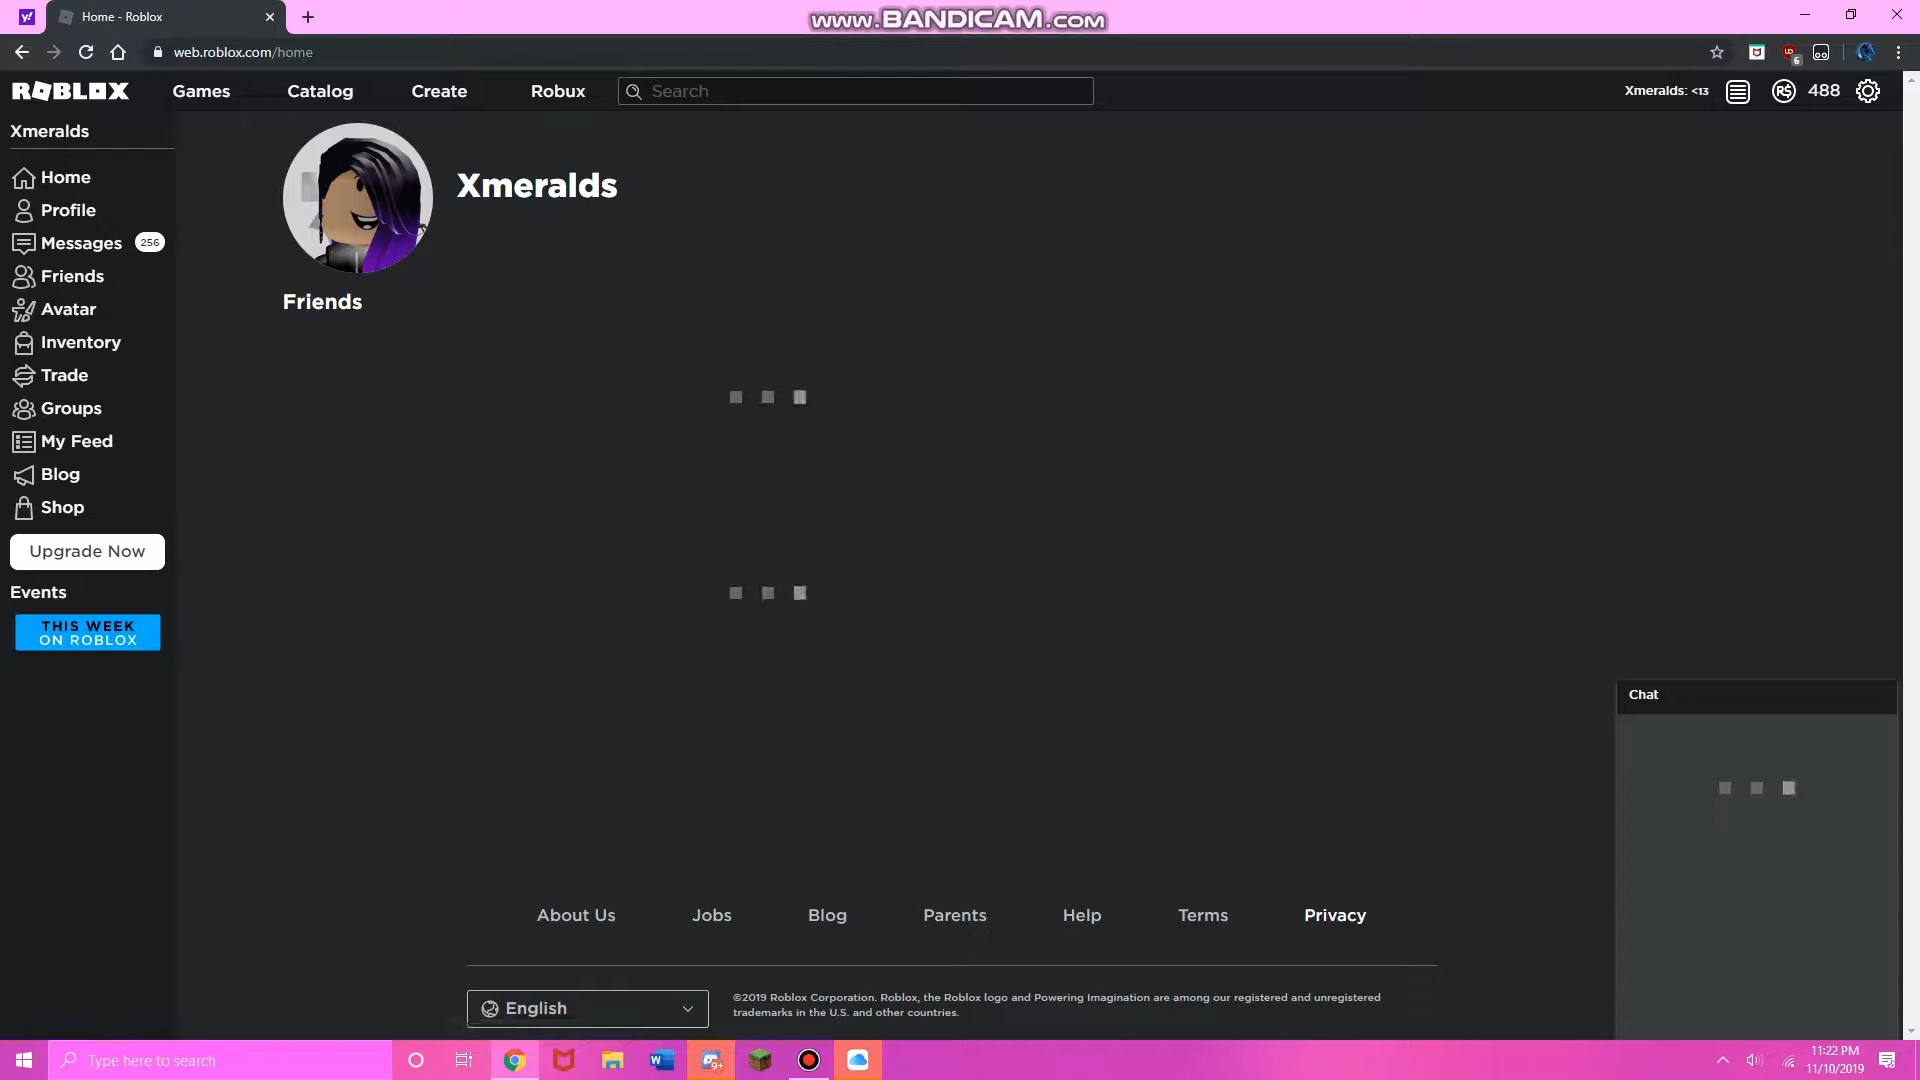 Home - Roblox
www.BANDICAM.com
web.roblox.com/home
6
ROBLOX
Games
Catalog
Create
Robux
Search
Xmeralds: <13
488
Xmeralds
Home
Profile
Messages
256
Friends
Avatar
Inventory
Trade
Groups
My Feed
Blog
Shop
Upgrade Now
Events
THIS WEEK
ON ROBLOX
Xmeralds
Friends
Chat
About Us
Jobs
Blog
Parents
Help
Terms
Privacy
English
©2019 Roblox Corporation. Roblox, the Roblox logo and Powering Imagination are among our registered and unregistered
trademarks in the U.S. and other countries.
Type here to search
9+
11:22 PM
11/10/2019